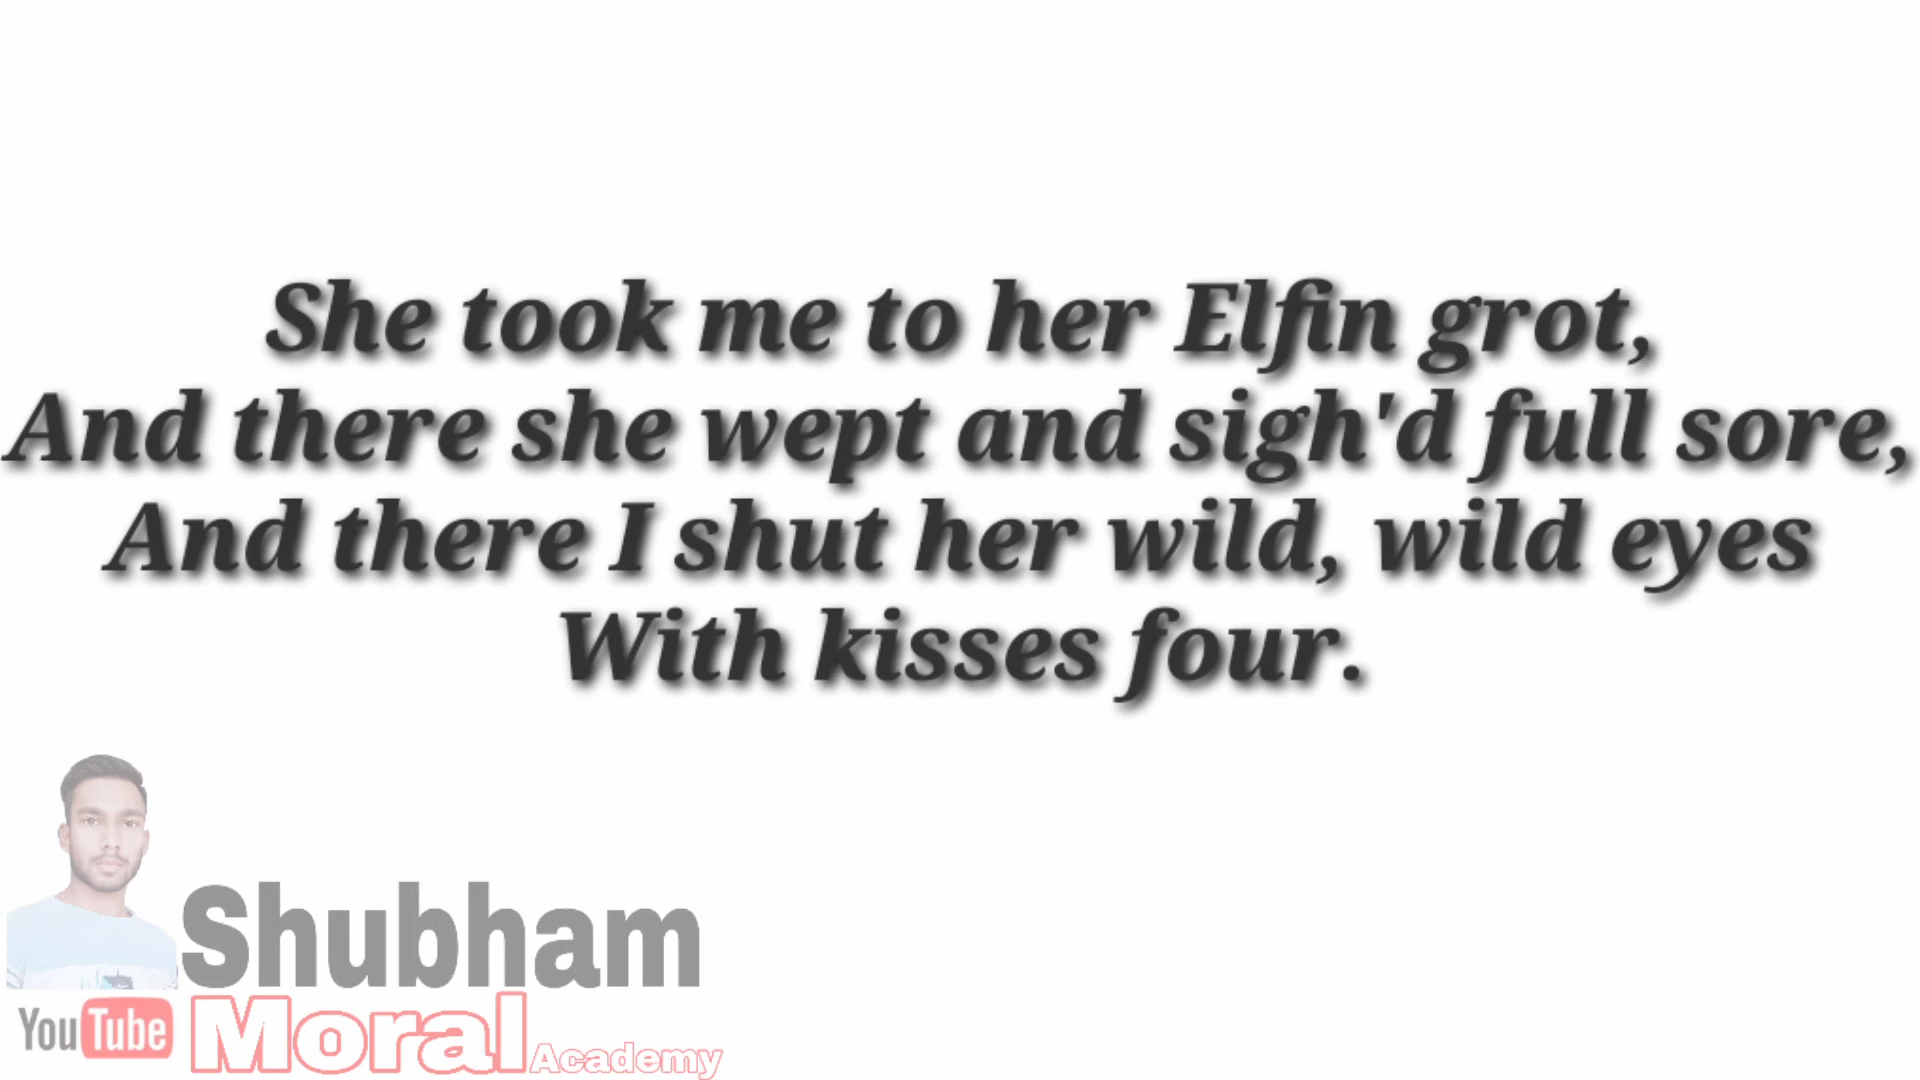 She took me to her Elfin grot,
And there she wept and sigh'd full sore,
And there I shut her wild, wild eyes
With kisses four.
Shubham
YouTube Moral Academy